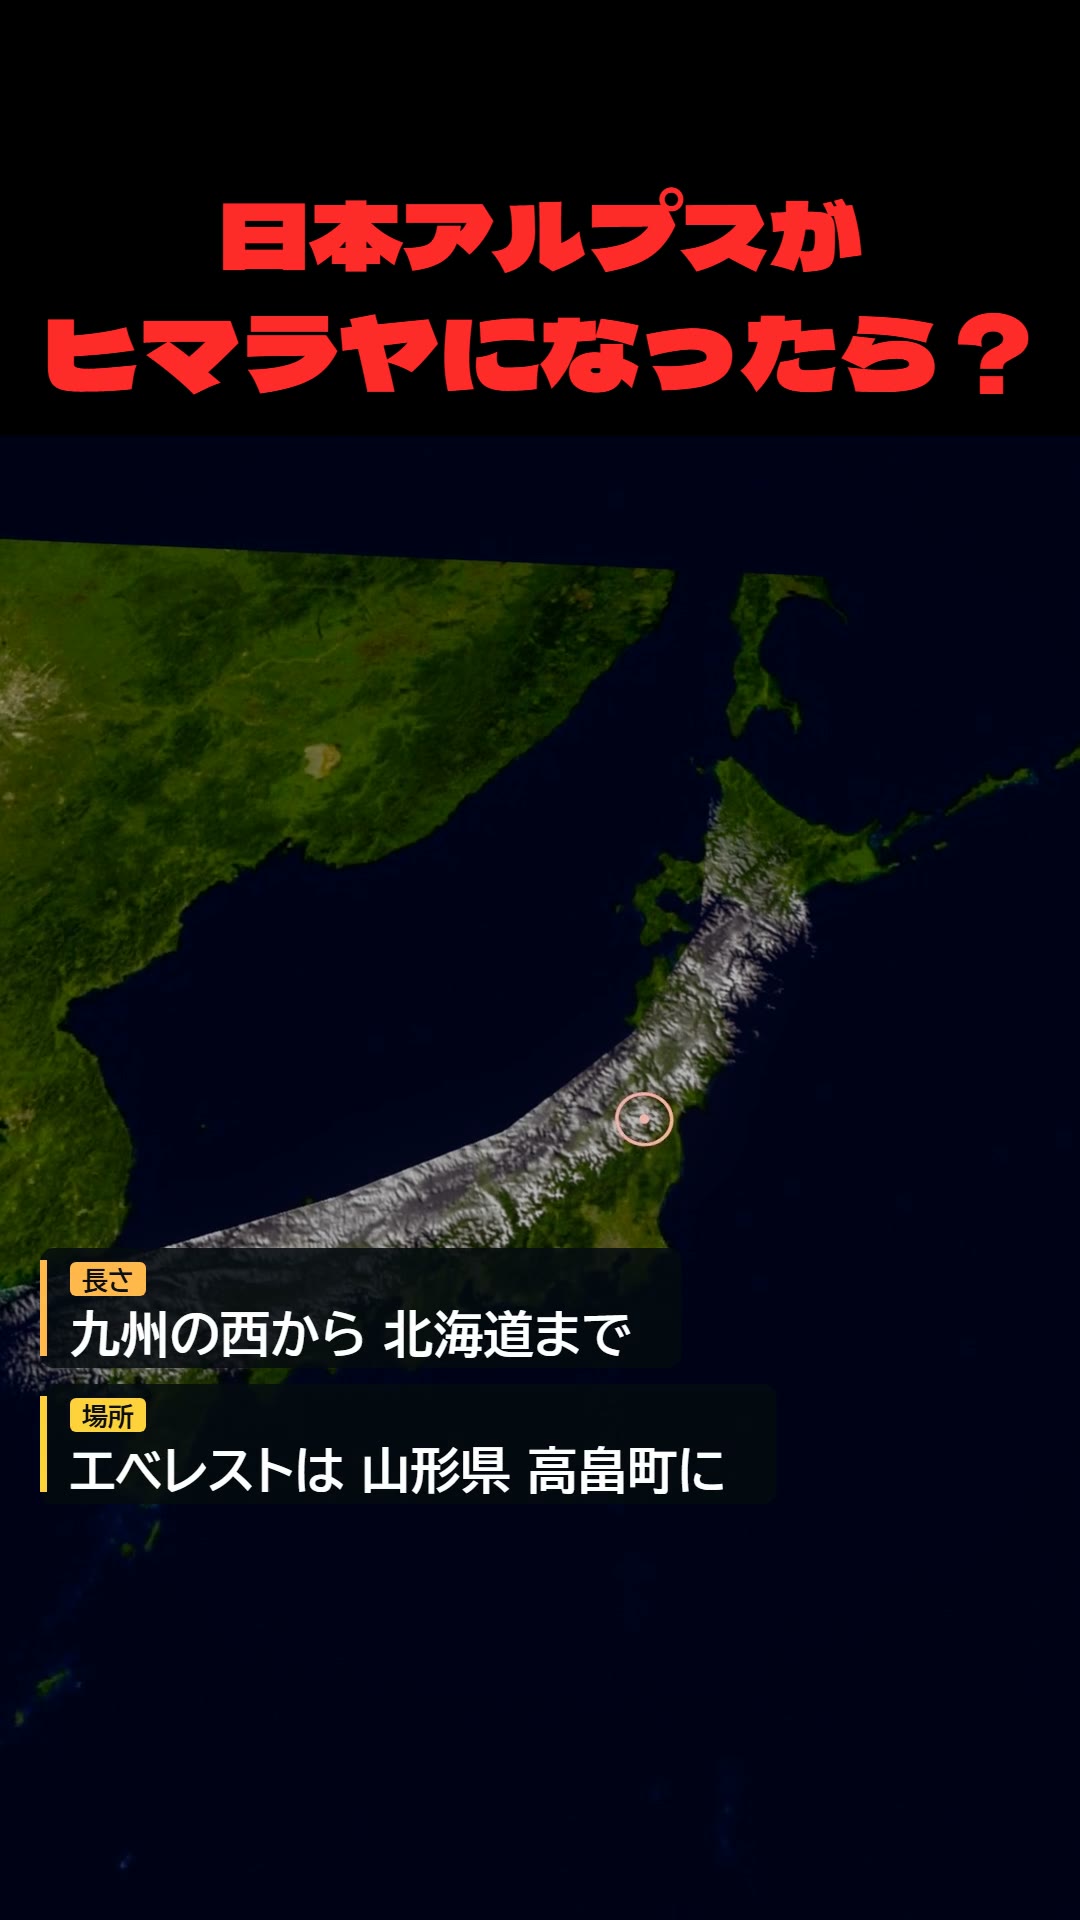 日本アルプスが
ヒマラヤになったら？
長さ
九州の西から 北海道まで
場所
エベレストは 山形県 高畠町に